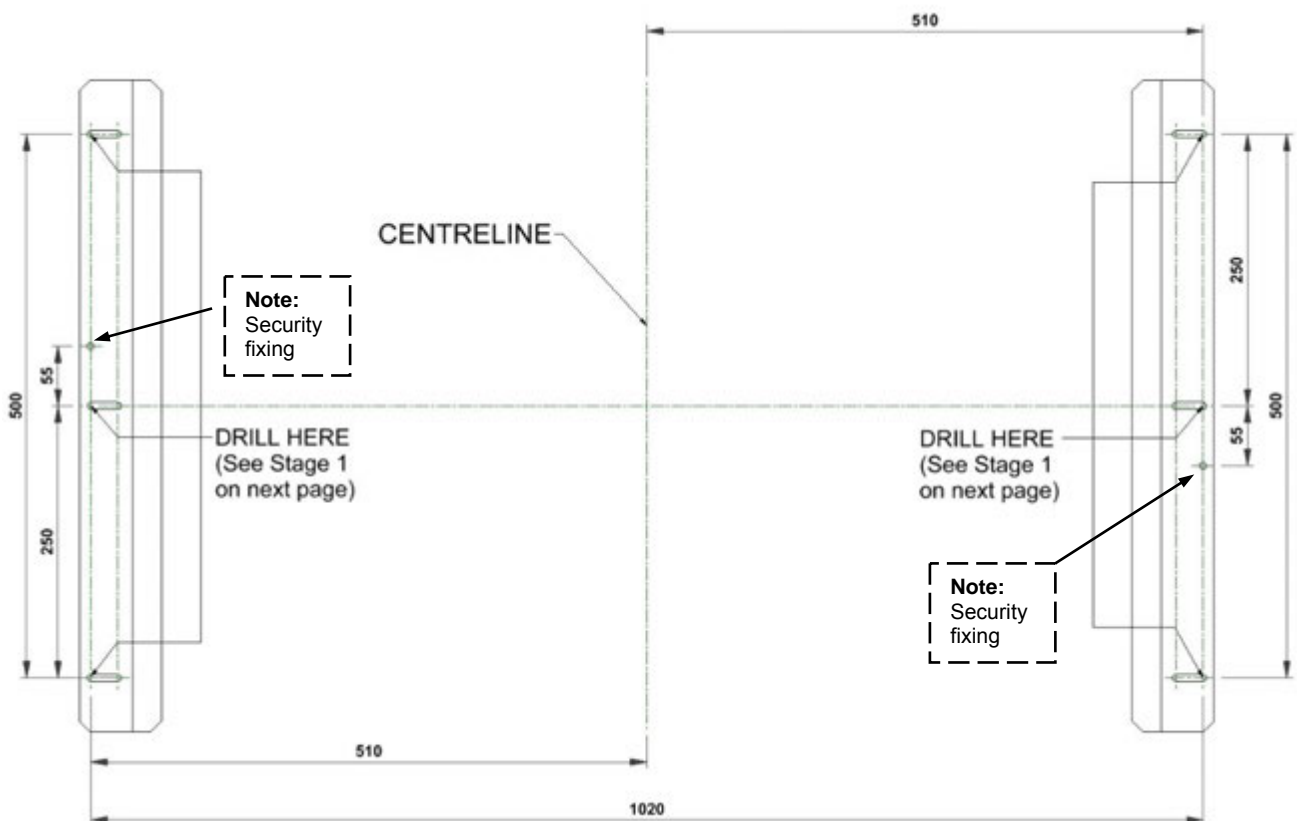 510
CENTRELINE
Note:
Security
fixing
250
55
500
500
55
DRILL HERE
(See Stage 1
on next page)
DRILL HERE
(See Stage 1
on next page)
250
Note:
Security
fixing
510
1020